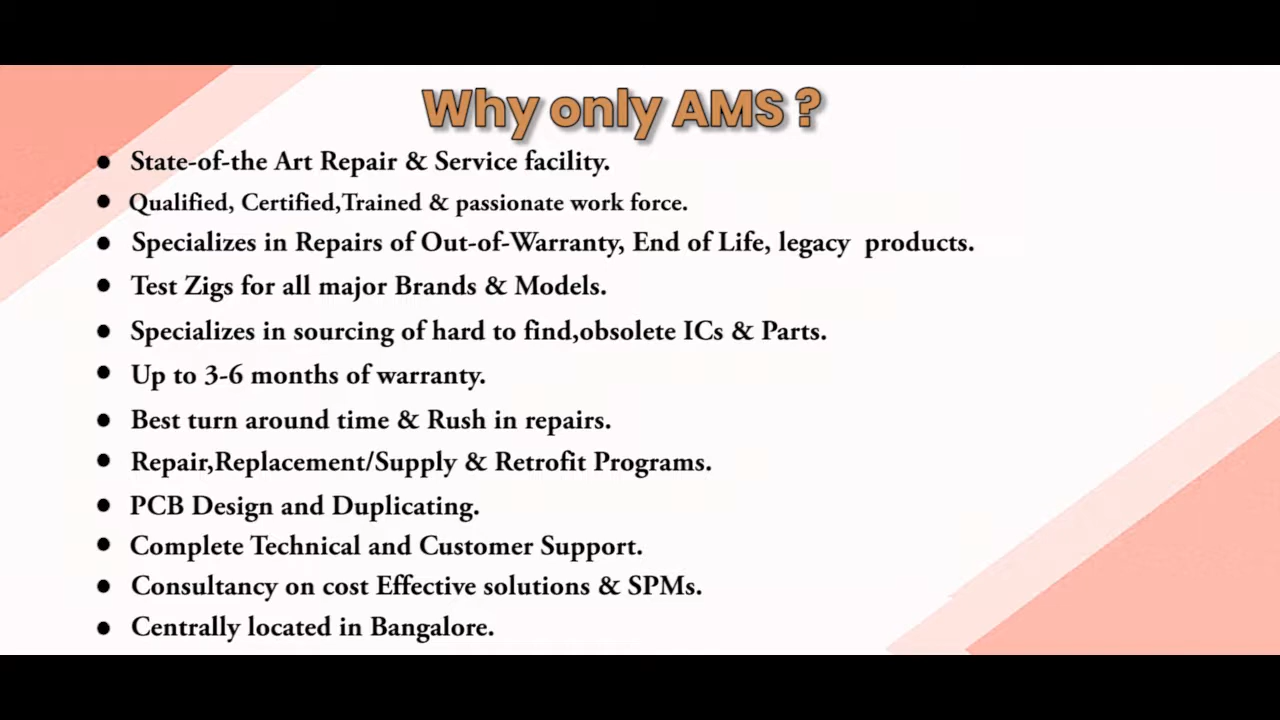 Why only AMS ?
● State-of-the Art Repair & Service facility.
● Qualified, Certified,Trained & passionate work force.
● Specializes in Repairs of Out-of-Warranty, End of Life, legacy  products.
● Test Zigs for all major Brands & Models.
● Specializes in sourcing of hard to find,obsolete ICs & Parts.
● Up to 3-6 months of warranty.
● Best turn around time & Rush in repairs.
● Repair,Replacement/Supply & Retrofit Programs.
● PCB Design and Duplicating.
● Complete Technical and Customer Support.
● Consultancy on cost Effective solutions & SPMs.
● Centrally located in Bangalore.